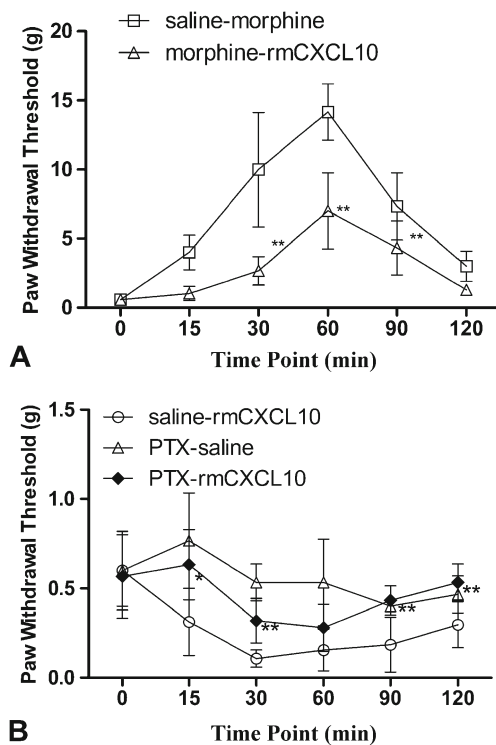 saline-morphine
morphine-rmCXCL10
Paw Withdrawal Threshold (g)
20
15
10
5
0
**
**
**
0 15 30 60 90 120
Time Point (min)
A
saline-rmCXCL10
PTX-saline
PTX-rmCXCL10
Paw Withdrawal Threshold (g)
1.5
1.0
0.5
0.0
*
**
**
**
0 15 30 60 90 120
Time Point (min)
B